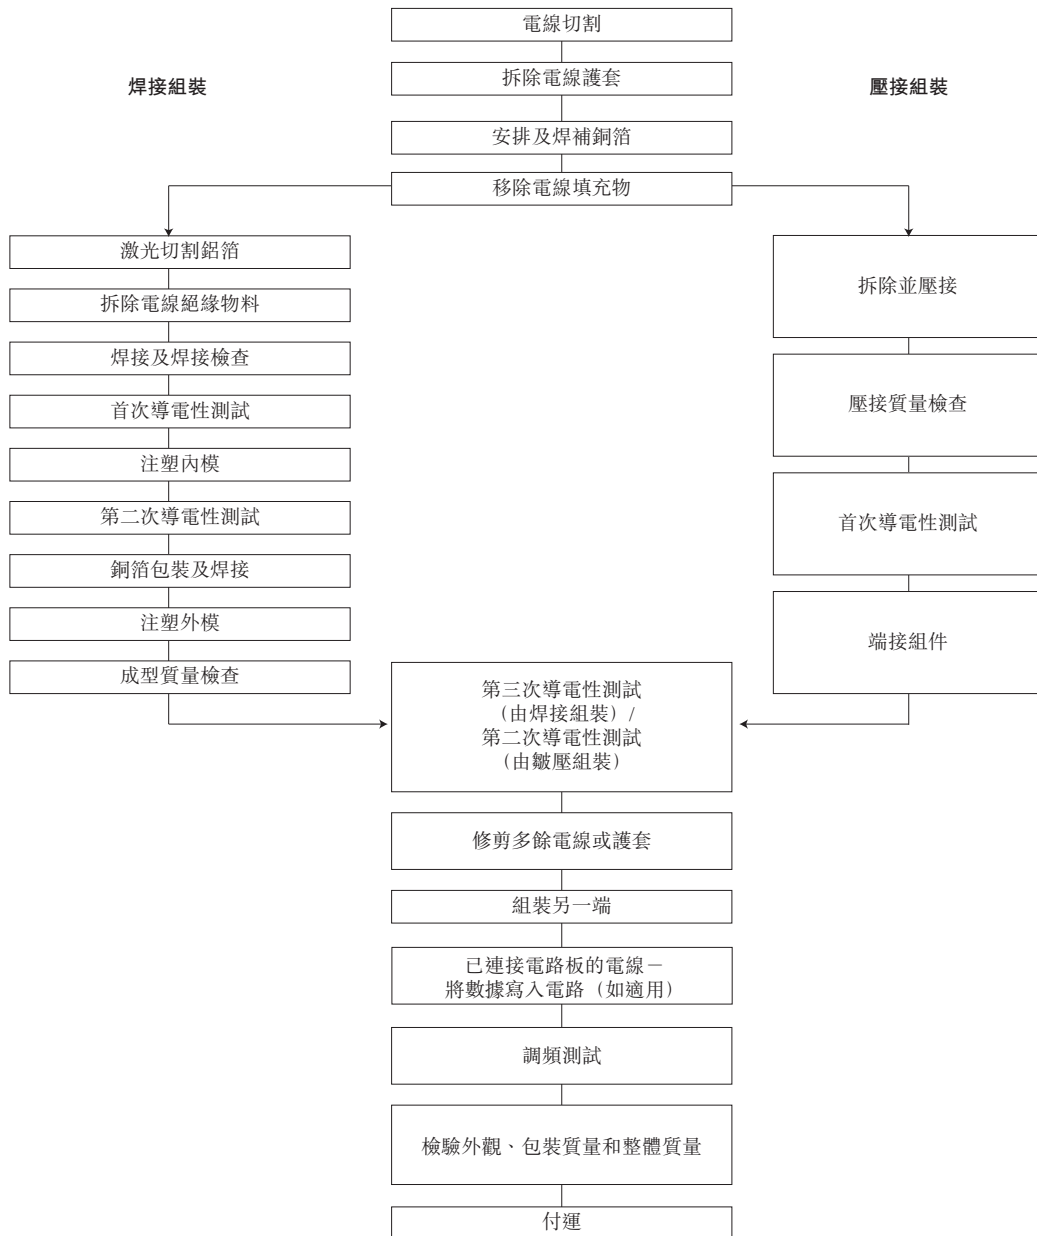 電線切割
拆除電線護套
焊接組裝
壓接組裝
安排及焊補銅箔
移除電線填充物
激光切割鋁箔
拆除電線絕緣物料
焊接及焊接檢查
首次導電性測試
注塑內模
第二次導電性測試
銅箔包裝及焊接
注塑外模
成型質量檢查
拆除並壓接
壓接質量檢查
首次導電性測試
端接組件
第三次導電性測試
(由焊接組裝) /
第二次導電性測試
(由皺壓組裝)
修剪多餘電線或護套
組裝另一端
已連接電路板的電線－
將數據寫入電路 (如適用)
調頻測試
檢驗外觀、包裝質量和整體質量
付運